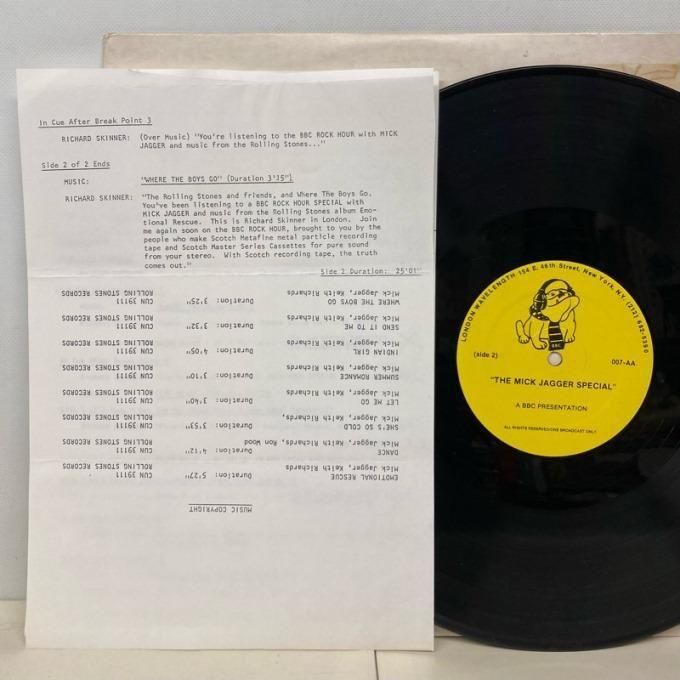 In Cue After Break Point 3
RICHARD SKINNER: (Over Music) "You're listening to the BBC ROCK HOUR with MICK
JAGGER and music from the Rolling Stones..."
Side 2 of 2 Ends
MUSIC: "WHERE THE BOYS GO" (Duration 3'15")
RICHARD SKINNER: "The Rolling Stones and friends, and Where The Boys Go.
You've been listening to a BBC ROCK HOUR SPECIAL with
MICK JAGGER and music from the Rolling Stones album Emo-
tional Rescue. This is Richard Skinner in London. Join
me again soon on the BBC ROCK HOUR, brought to you by the
people who make Scotch Metafine metal particle recording
tape and Scotch Master Series Cassettes for pure sound
from your stereo. With Scotch recording tape, the truth
comes out."
Side 2 Duration: 25'01"
MUSIC COPYRIGHT
EMOTIONAL RESCUE Duration: 5'27" CUN 39111
Mick Jagger, Keith Richards ROLLING STONES RECORDS
DANCE Duration: 4'12" CUN 39111
Mick Jagger, Keith Richards, Ron Wood ROLLING STONES RECORDS
SHE'S SO COLD Duration: 3'53" CUN 39111
Mick Jagger, Keith Richards, ROLLING STONES RECORDS
LET ME GO Duration: 3'40" CUN 39111
Mick Jagger, Keith Richards ROLLING STONES RECORDS
SUMMER ROMANCE Duration: 3'10" CUN 39111
Mick Jagger, Keith Richards ROLLING STONES RECORDS
INDIAN GIRL Duration: 4'05" CUN 39111
Mick Jagger, Keith Richards ROLLING STONES RECORDS
SEND IT TO ME Duration: 3'32" CUN 39111
Mick Jagger, Keith Richards ROLLING STONES RECORDS
WHERE THE BOYS GO Duration: 3'25" CUN 39111
Mick Jagger, Keith Richards ROLLING STONES RECORDS
LONDON WAVELENGTH 154 E. 46th Street, New York, N.Y. (212)
BBC
(side 2) 007-AA
"THE MICK JAGGER SPECIAL"
A BBC PRESENTATION
ALL RIGHTS RESERVED/ONE BROADCAST ONLY